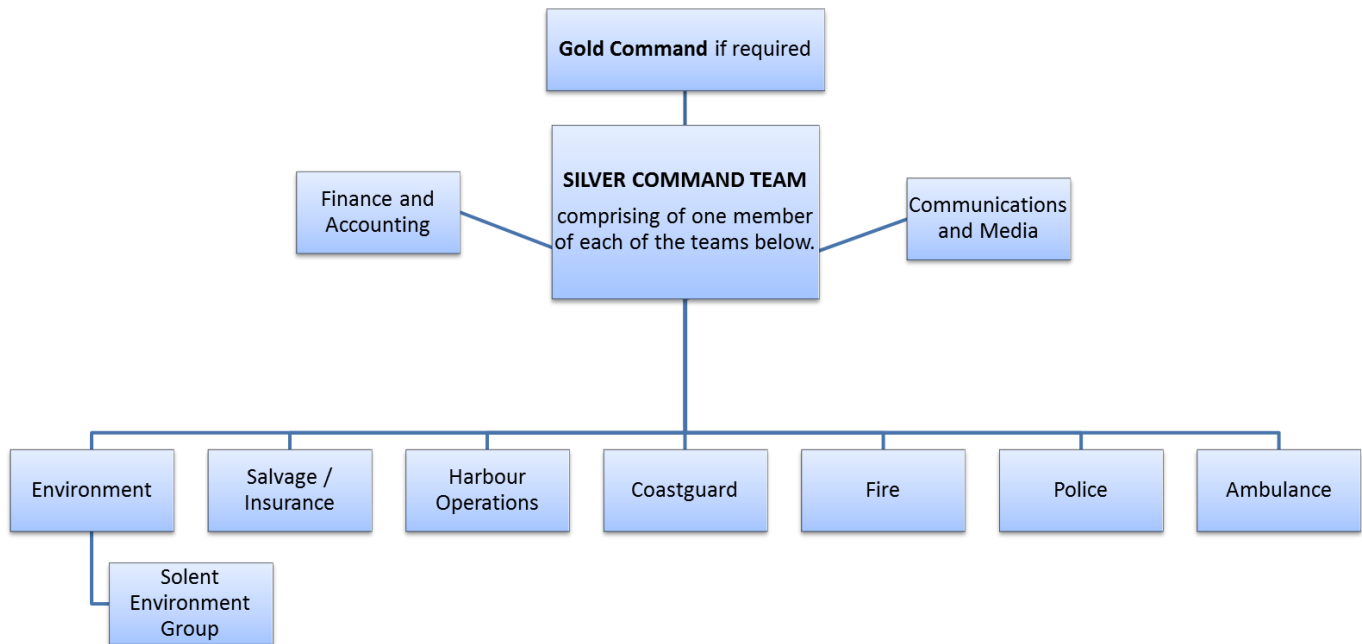 Gold Command if required
SILVER COMMAND TEAM
comprising of one member
of each of the teams below.
Finance and
Accounting
Communications
and Media
Environment
Salvage /
Insurance
Harbour
Operations
Coastguard
Fire
Police
Ambulance
Solent
Environment
Group